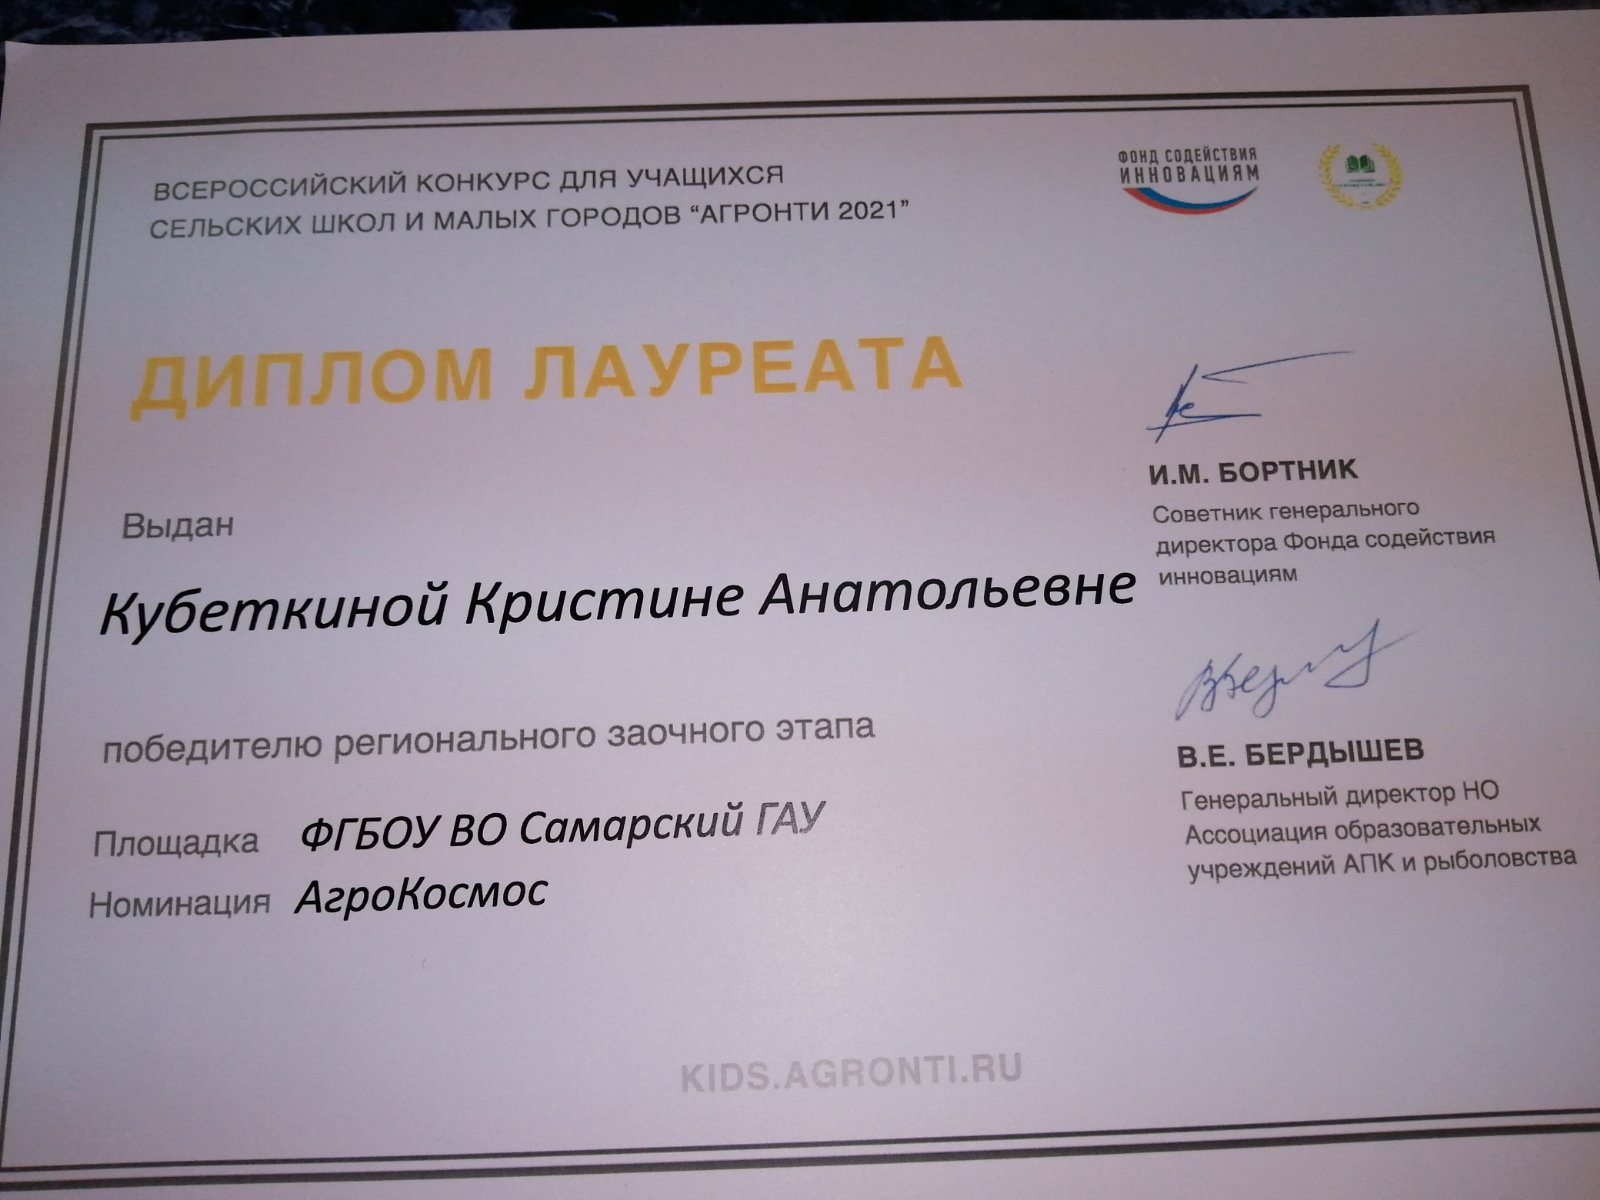 ВСЕРОССИЙСКИЙ КОНКУРС ДЛЯ УЧАЩИХСЯ
СЕЛЬСКИХ ШКОЛ И МАЛЫХ ГОРОДОВ “АГРОНТИ 2021”
ФОНД СОДЕЙСТВИЯ
ИННОВАЦИЯМ
ДИПЛОМ ЛАУРЕАТА
Выдан
Кубеткиной Кристине Анатольевне
победителю регионального заочного этапа
Площадка ФГБОУ ВО Самарский ГАУ
Номинация АгроКосмос
И.М. БОРТНИК
Советник генерального
директора Фонда содействия
инновациям
В.Е. БЕРДЫШЕВ
Генеральный директор НО
Ассоциация образовательных
учреждений АПК и рыболовства
KIDS.AGRONTI.RU